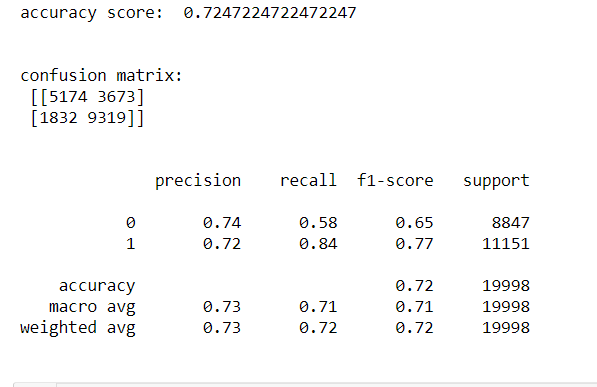 accuracy score:  0.7247224722472247
confusion matrix:
[[5174 3673]
[1832 9319]]
precision    recall  f1-score   support
0       0.74      0.58      0.65      8847
1       0.72      0.84      0.77     11151
accuracy                           0.72     19998
macro avg       0.73      0.71      0.71     19998
weighted avg       0.73      0.72      0.72     19998